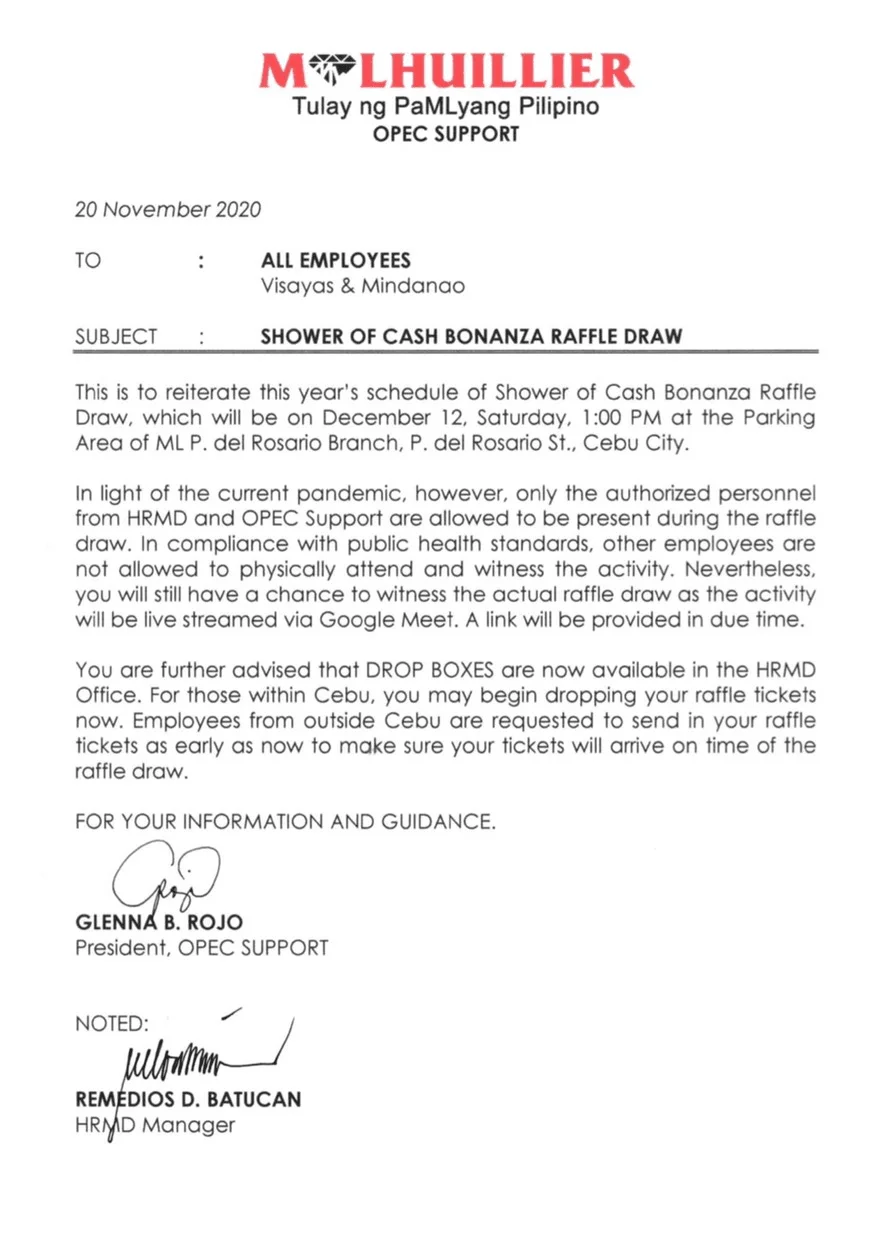 M LHUILLIER
Tulay ng PaMLyang Pilipino
OPEC SUPPORT
20 November 2020
TO : ALL EMPLOYEES
Visayas & Mindanao
SUBJECT : SHOWER OF CASH BONANZA RAFFLE DRAW
This is to reiterate this year's schedule of Shower of Cash Bonanza Raffle
Draw, which will be on December 12, Saturday, 1:00 PM at the Parking
Area of ML P. del Rosario Branch, P. del Rosario St., Cebu City.
In light of the current pandemic, however, only the authorized personnel
from HRMD and OPEC Support are allowed to be present during the raffle
draw. In compliance with public health standards, other employees are
not allowed to physically attend and witness the activity. Nevertheless,
you will still have a chance to witness the actual raffle draw as the activity
will be live streamed via Google Meet. A link will be provided in due time.
You are further advised that DROP BOXES are now available in the HRMD
Office. For those within Cebu, you may begin dropping your raffle tickets
now. Employees from outside Cebu are requested to send in your raffle
tickets as early as now to make sure your tickets will arrive on time of the
raffle draw.
FOR YOUR INFORMATION AND GUIDANCE.
GLENNA B. ROJO
President, OPEC SUPPORT
NOTED:
REMEDIOS D. BATUCAN
HRMD Manager